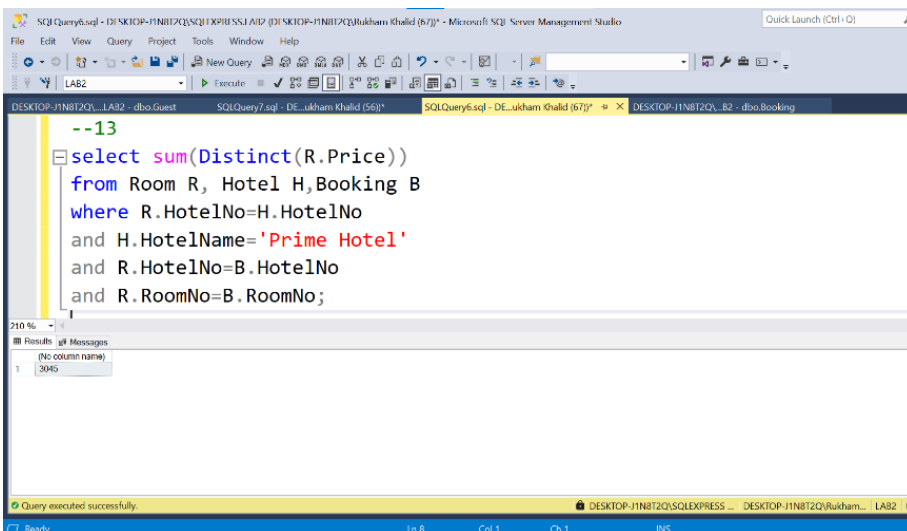 SQLQuery6.sql - DESKTOP-J1N8T2Q\SQLEXPRESS.LAB2 (DESKTOP-J1N8T2Q\Rukham Khalid (67))* - Microsoft SQL Server Management Studio
Quick Launch (Ctrl+Q)
File Edit View Query Project Tools Window Help
New Query
LAB2 Execute
DESKTOP-J1N8T2Q\....LAB2 - dbo.Guest SQLQuery7.sql - DE...ukham Khalid (56))* SQLQuery6.sql - DE...ukham Khalid (67))* DESKTOP-J1N8T2Q\...B2 - dbo.Booking
--13
select sum(Distinct(R.Price))
from Room R, Hotel H,Booking B
where R.HotelNo=H.HotelNo
and H.HotelName='Prime Hotel'
and R.HotelNo=B.HotelNo
and R.RoomNo=B.RoomNo;
210 %
Results Messages
(No column name)
1 3045
Query executed successfully. DESKTOP-J1N8T2Q\SQLEXPRESS ... DESKTOP-J1N8T2Q\Rukham... LAB2
Ready Ln 8 Col 1 Ch 1 INS